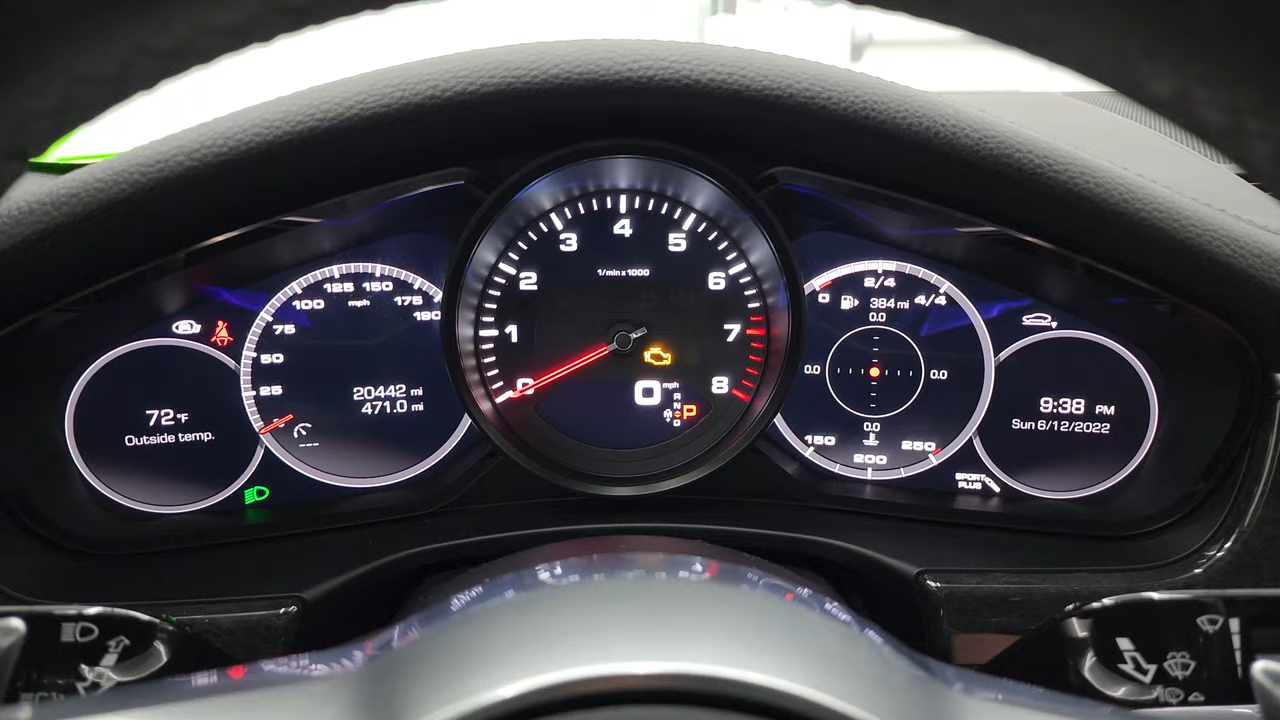 72°F
Outside temp.
125 150
100 mph 175
190
75
50
25
20442 mi
471.0 mi
4
3 5
2 6
1/min x 1000
1 7
0 8
0 mph
R
N
M P
D
2/4
0 4/4
384 mi
0.0
0.0 0.0
0.0
150 250
200
9:38 PM
Sun 6/12/2022
SPORT
PLUS